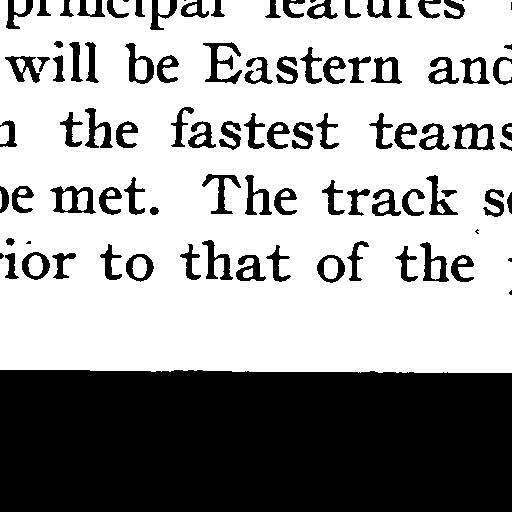 principal features
will be Eastern and
the fastest teams
be met. The track
rior to that of the